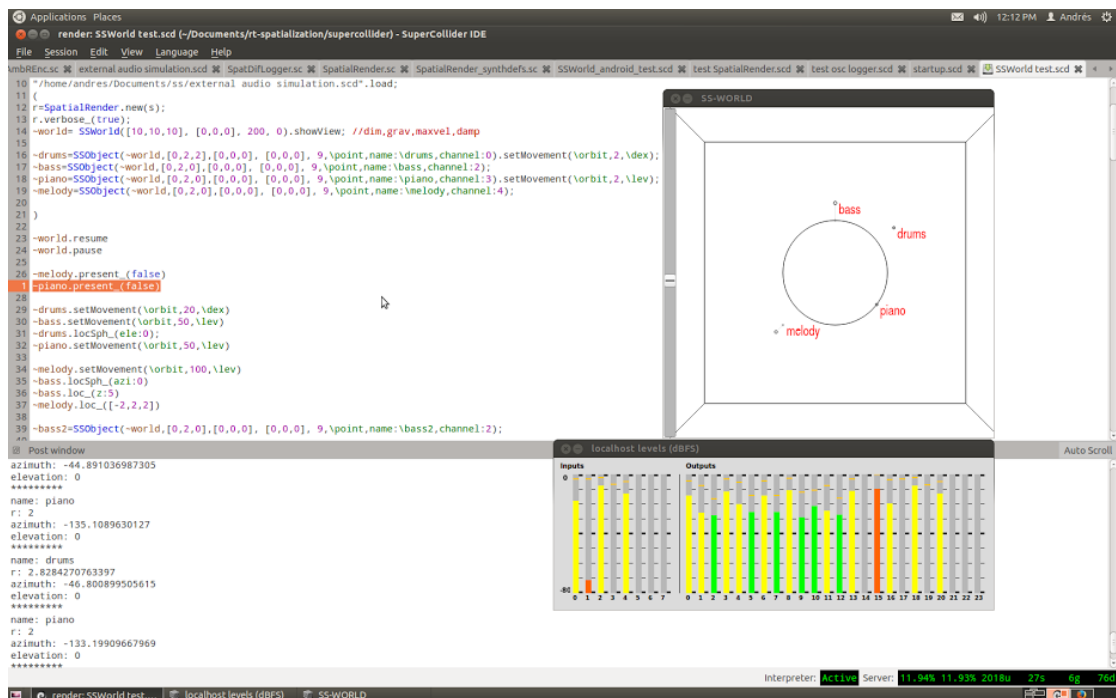 Applications Places
12:12 PM Andrés
render: SSWorld test.scd (~/Documents/rt-spatialization/supercollider) - SuperCollider IDE
File Session Edit View Language Help
AmbREnc.sc external audio simulation.scd SpatDifLogger.sc SpatialRender.sc SpatialRender_synthdefs.sc SSWorld_android_test.scd test SpatialRender.scd test osc logger.scd startup.scd SSWorld test.scd
10 "/home/andres/Documents/ss/external audio simulation.scd".load;
11 (
12 r=SpatialRender.new(s);
13 r.verbose_(true);
14 ~world= SSWorld([10,10,10], [0,0,0], 200, 0).showView; //dim,grav,maxvel,damp
15
16 ~drums=SSObject(~world,[0,2,2],[0,0,0], [0,0,0], 9,\point,name:\drums,channel:0).setMovement(\orbit,2,\dex);
17 ~bass=SSObject(~world,[0,2,0],[0,0,0], [0,0,0], 9,\point,name:\bass,channel:2);
18 ~piano=SSObject(~world,[0,2,0],[0,0,0], [0,0,0], 9,\point,name:\piano,channel:3).setMovement(\orbit,2,\lev);
19 ~melody=SSObject(~world,[0,2,0],[0,0,0], [0,0,0], 9,\point,name:\melody,channel:4);
20
21 )
22
23 ~world.resume
24 ~world.pause
25
26 ~melody.present_(false)
1 ~piano.present_(false)
28
29 ~drums.setMovement(\orbit,20,\dex)
30 ~bass.setMovement(\orbit,50,\lev)
31 ~drums.locSph_(ele:0);
32 ~piano.setMovement(\orbit,50,\lev)
33
34 ~melody.setMovement(\orbit,100,\lev)
35 ~bass.locSph_(azi:0)
36 ~bass.loc_(z:5)
37 ~melody.loc_([-2,2,2])
38
39 ~bass2=SSObject(~world,[0,2,0],[0,0,0], [0,0,0], 9,\point,name:\bass2,channel:2);
SS-WORLD
bass
drums
piano
melody
Post window
Auto Scroll
azimuth: -44.891036987305
elevation: 0
*********
name: piano
r: 2
azimuth: -135.1089630127
elevation: 0
*********
name: drums
r: 2.8284270763397
azimuth: -46.800899505615
elevation: 0
*********
name: piano
r: 2
azimuth: -133.19909667969
elevation: 0
*********
localhost levels (dBFS)
Inputs Outputs
0
-80
0 1 2 3 4 5 6 7 0 1 2 3 4 5 6 7 8 9 10 11 12 13 14 15 16 17 18 19 20 21 22 23
Interpreter: Active Server: 11.94% 11.93% 2018u 27s 6g 76d
render: SSWorld test.... localhost levels (dBFS) SS-WORLD